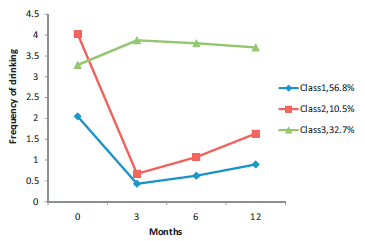 4.5
4
3.5
3
2.5
2
1.5
1
0.5
0
Frequency of drinking
0 3 6 12
Months
Class1,56.8%
Class2,10.5%
Class3,32.7%